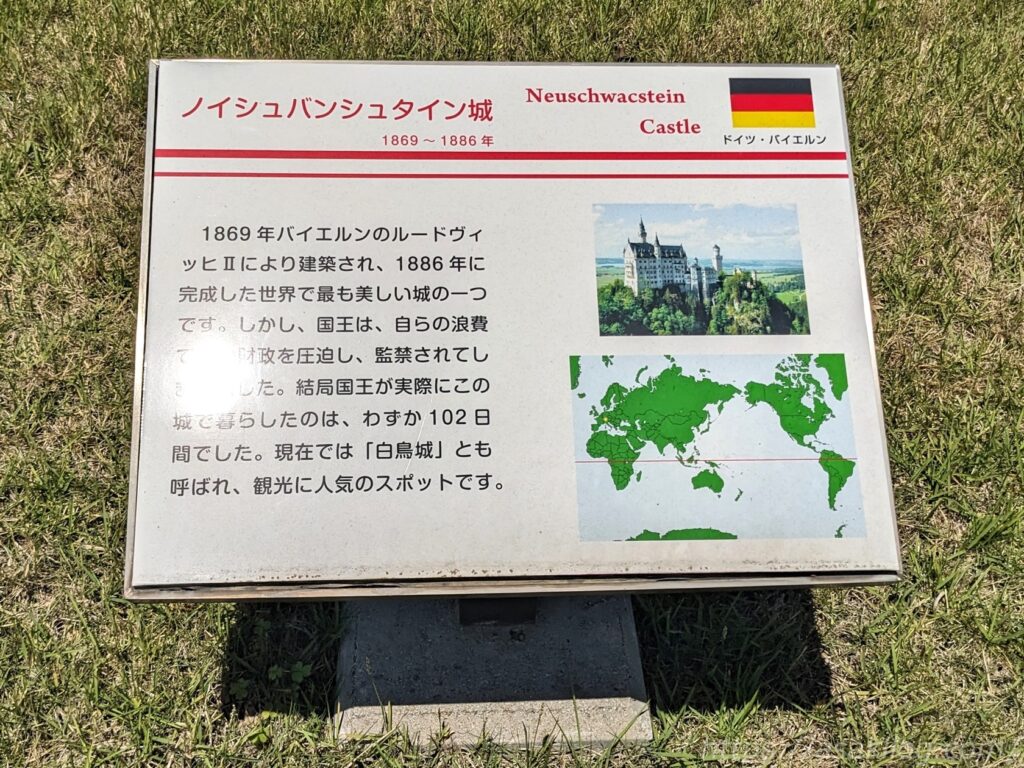 ノイシュバンシュタイン城
1869～1886年
Neuschwacstein
Castle
ドイツ・バイエルン
1869年バイエルンのルードヴィ
ッヒⅡにより建築され、1886年に
完成した世界で最も美しい城の一つ
です。しかし、国王は、自らの浪費
で 財政を圧迫し、監禁されてし
ま した。結局国王が実際にこの
城で暮らしたのは、わずか102日
間でした。現在では「白鳥城」とも
呼ばれ、観光に人気のスポットです。